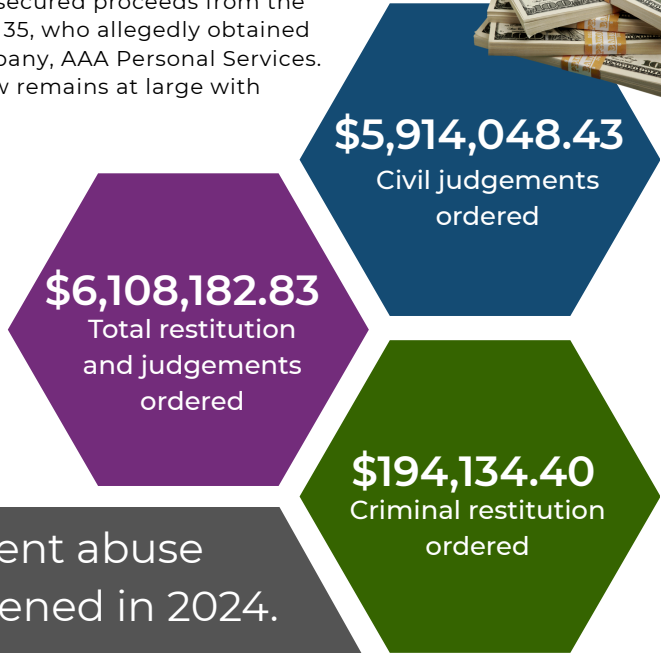 secured proceeds from the
35, who allegedly obtained
pany, AAA Personal Services.
remains at large with
$5,914,048.43
Civil judgements
ordered
$6,108,182.83
Total restitution
and judgements
ordered
$194,134.40
Criminal restitution
ordered
ent abuse
ened in 2024.